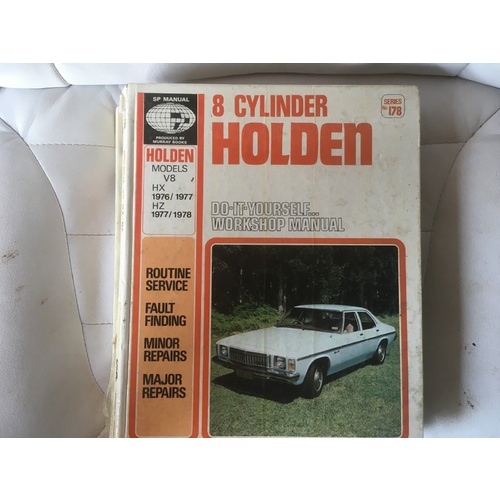 SP MANUAL
PRODUCED BY
MURRAY BOOKS
HOLDEN
MODELS
V8
HX
1976/1977
HZ
1977/1978
ROUTINE
SERVICE
FAULT
FINDING
MINOR
REPAIRS
MAJOR
REPAIRS
8 CYLINDER
HOLDEN
SERIES
No 178
DO-IT-YOURSELF....
WORKSHOP MANUAL